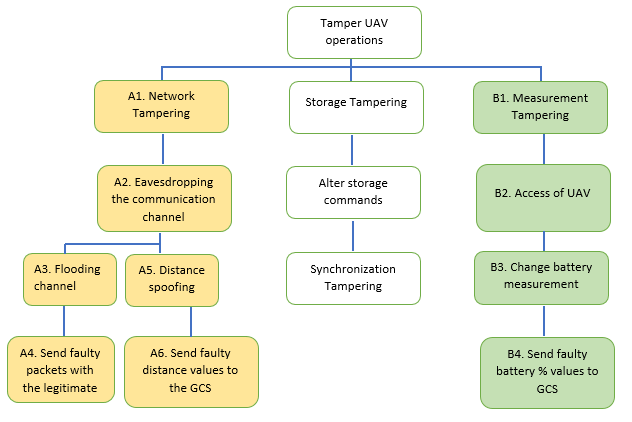 Tamper UAV
operations
A1. Network
Tampering
Storage Tampering
B1. Measurement
Tampering
A2. Eavesdropping
the communication
channel
Alter storage
commands
B2. Access of UAV
A3. Flooding
channel
A5. Distance
spoofing
Synchronization
Tampering
B3. Change battery
measurement
A4. Send faulty
packets with
the legitimate
A6. Send faulty
distance values to
the GCS
B4. Send faulty
battery % values to
GCS